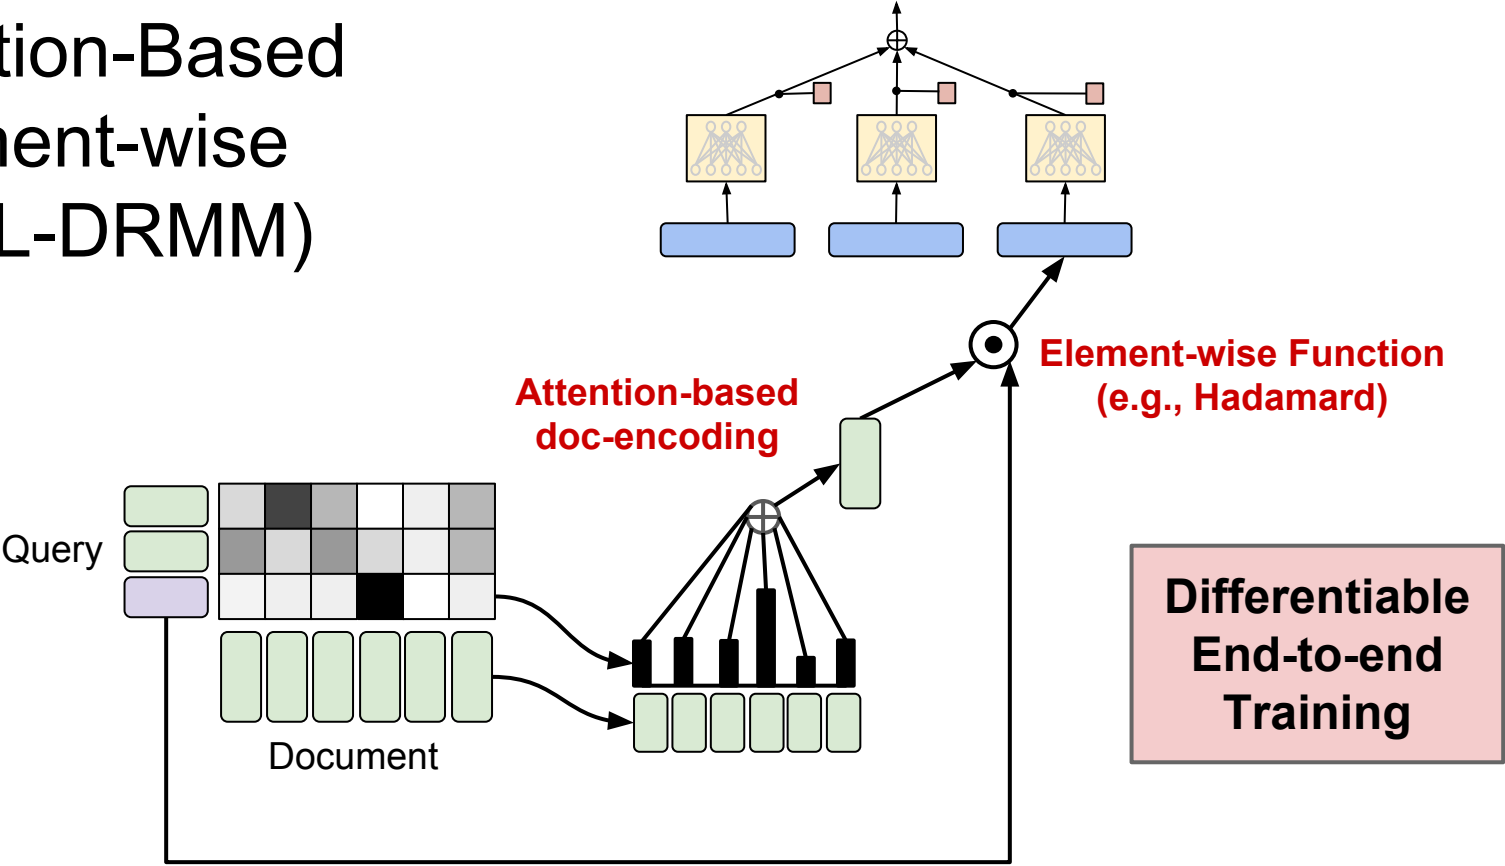 tion-Based
ent-wise
L-DRMM)
Element-wise Function
(e.g., Hadamard)
Attention-based
doc-encoding
Query
Document
Differentiable
End-to-end
Training